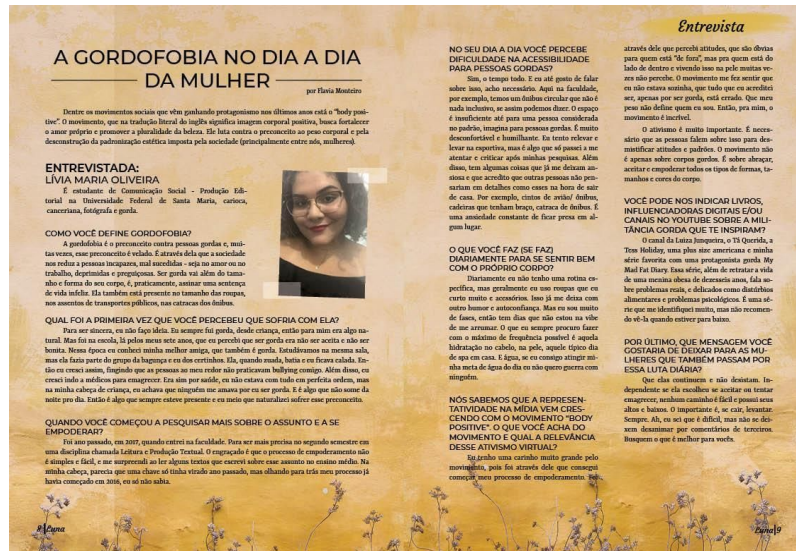 A GORDOFOBIA NO DIA A DIA
DA MULHER
por Flavia Monteiro
Dentre os movimentos sociais que vêm ganhando protagonismo nos últimos anos está o "body posi-
tive". O movimento, que na tradução literal do inglês significa imagem corporal positiva, busca fortalecer
o amor próprio e promover a pluralidade da beleza. Ele luta contra o preconceito ao peso corporal e pela
desconstrução da padronização estética imposta pela sociedade (principalmente entre nós, mulheres).
ENTREVISTADA:
LÍVIA MARIA OLIVEIRA
É estudante de Comunicação Social - Produção Edi-
torial na Universidade Federal de Santa Maria, carioca,
canceriana, fotógrafa e gorda.
COMO VOCÊ DEFINE GORDOFOBIA?
A gordofobia é o preconceito contra pessoas gordas e, mui-
tas vezes, esse preconceito é velado. É através dela que a sociedade
nos reduz a pessoas incapazes, mal sucedidas - seja no amor ou no
trabalho, deprimidas e preguiçosas. Ser gorda vai além do tama-
nho e forma do seu corpo, é, praticamente, assinar uma sentença
de vida infeliz. Ela também está presente no tamanho das roupas,
nos assentos de transportes públicos, nas catracas dos ônibus.
QUAL FOI A PRIMEIRA VEZ QUE VOCÊ PERCEBEU QUE SOFRIA COM ELA?
Para ser sincera, eu não faço ideia. Eu sempre fui gorda, desde criança, então para mim era algo na-
tural. Mas foi na escola, lá pelos meus sete anos, que eu percebi que ser gorda não era aceito e não ser
bonita. Nessa época eu conheci minha melhor amiga, que também é gorda. Estudávamos na mesma sala,
mas ela fazia parte do grupo da bagunça e eu dos certinhos. Ela, quando zuada, batia e eu ficava calada. En-
tão eu cresci assim, fingindo que as pessoas ao meu redor não praticavam bullying comigo. Além disso, eu
cresci indo a médicos para emagrecer. Era sim por saúde, eu não estava com tudo em perfeita ordem, mas
na minha cabeça de criança, eu achava que ninguém me amava por eu ser gorda. E é algo que não some da
noite pro dia. Então é algo que sempre esteve presente e eu meio que naturalizei sofrer esse preconceito.
QUANDO VOCÊ COMEÇOU A PESQUISAR MAIS SOBRE O ASSUNTO E A SE
EMPODERAR?
Foi ano passado, em 2017, quando entrei na faculdade. Para ser mais precisa no segundo semestre em
uma disciplina chamada Leitura e Produção Textual. O engraçado é que o processo de empoderamento não
é simples e fácil, e me surpreendi ao ler alguns textos que escrevi sobre esse assunto no ensino médio. Na
minha cabeça, parecia que uma chave só tinha virado ano passado, mas olhando para trás meu processo já
havia começado em 2016, eu só não sabia.
8|Luna
NO SEU DIA A DIA VOCÊ PERCEBE
DIFICULDADE NA ACESSIBILIDADE
PARA PESSOAS GORDAS?
Sim, o tempo todo. E eu até gosto de falar
sobre isso, acho necessário. Aqui na faculdade,
por exemplo, temos um ônibus circular que não é
nada inclusivo, se assim podemos dizer. O espaço
é insuficiente até para uma pessoa considerada
no padrão, imagina para pessoas gordas. É muito
desconfortável e humilhante. Eu tento relevar e
levar na esportiva, mas é algo que só passei a me
atentar e criticar após minhas pesquisas. Além
disso, tem algumas coisas que já me deixam an-
siosa e que acredito que outras pessoas não pen-
sariam em detalhes como esses na hora de sair
de casa. Por exemplo, cintos de avião/ ônibus,
cadeiras que tenham braço, catraca de ônibus. É
uma ansiedade constante de ficar presa em al-
gum lugar.
O QUE VOCÊ FAZ (SE FAZ)
DIARIAMENTE PARA SE SENTIR BEM
COM O PRÓPRIO CORPO?
Diariamente eu não tenho uma rotina es-
pecífica, mas geralmente eu uso roupas que eu
curto muito e acessórios. Isso já me deixa com
outro humor e autoconfiança. Mas eu sou muito
de fases, então tem dias que não estou na vibe
de me arrumar. O que eu sempre procuro fazer
com o máximo de frequência possível é aquela
hidratação no cabelo, na pele, aquele típico dia
de spa em casa. E água, se eu consigo atingir mi-
nha meta de água do dia eu não quero guerra com
ninguém.
NÓS SABEMOS QUE A REPRESEN-
TATIVIDADE NA MÍDIA VEM CRES-
CENDO COM O MOVIMENTO "BODY
POSITIVE". O QUE VOCÊ ACHA DO
MOVIMENTO E QUAL A RELEVÂNCIA
DESSE ATIVISMO VIRTUAL?
Eu tenho uma carinho muito grande pelo
movimento, pois foi através dele que consegui
começar meu processo de empoderamento. Foi
Entrevista
através dele que percebi atitudes, que são óbvias
para quem está "de fora", mas pra quem está do
lado de dentro e vivendo isso na pele muitas ve-
zes não percebe. O movimento me fez sentir que
eu não estava sozinha, que tudo que eu acreditei
ser, apenas por ser gorda, está errado. Que meu
peso não define quem eu sou. Então, pra mim, o
movimento é incrível.
O ativismo é muito importante. É neces-
sário que as pessoas falem sobre isso para des-
mistificar atitudes e padrões. O movimento não
é apenas sobre corpos gordos. É sobre abraçar,
aceitar e empoderar todos os tipos de formas, ta-
manhos e cores do corpo.
VOCÊ PODE NOS INDICAR LIVROS,
INFLUENCIADORAS DIGITAIS E/OU
CANAIS NO YOUTUBE SOBRE A MILI-
TÂNCIA GORDA QUE TE INSPIRAM?
O canal da Luiza Junqueira, o Tá Querida, a
Tess Holiday, uma plus size americana e minha
série favorita com uma protagonista gorda My
Mad Fat Diary. Essa série, além de retratar a vida
de uma menina obesa de dezesseis anos, fala so-
bre problemas reais, e delicados como distúrbios
alimentares e problemas psicológicos. É uma sé-
rie que me identifiquei muito, mas não recomen-
do vê-la quando estiver para baixo.
POR ÚLTIMO, QUE MENSAGEM VOCÊ
GOSTARIA DE DEIXAR PARA AS MU-
LHERES QUE TAMBÉM PASSAM POR
ESSA LUTA DIÁRIA?
Que elas continuem e não desistam. In-
dependente se ela escolheu se aceitar ou tentar
emagrecer, nenhum caminho é fácil e possui seus
altos e baixos. O importante é, se cair, levantar.
Sempre. Ah, eu sei que é difícil, mas não se dei-
xem desanimar por comentários de terceiros.
Busquem o que é melhor para vocês.
Luna|9